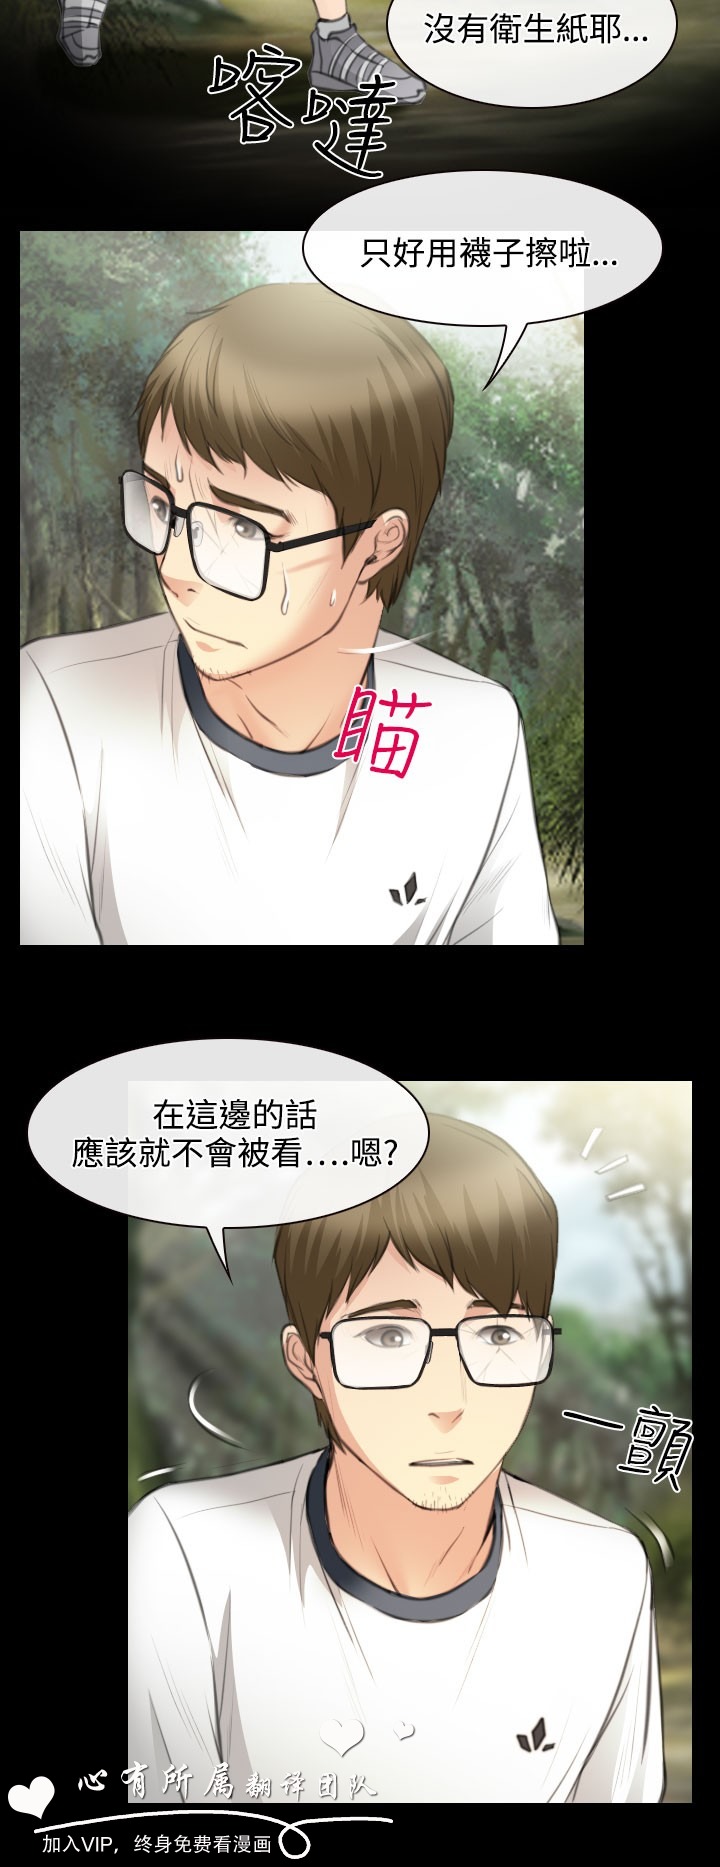 沒有衛生紙耶...
喀噠
只好用襪子擦啦...
瞄
在這邊的話
應該就不會被看....嗯?
一顫
心有所属翻译团队
加入VIP，终身免费看漫画